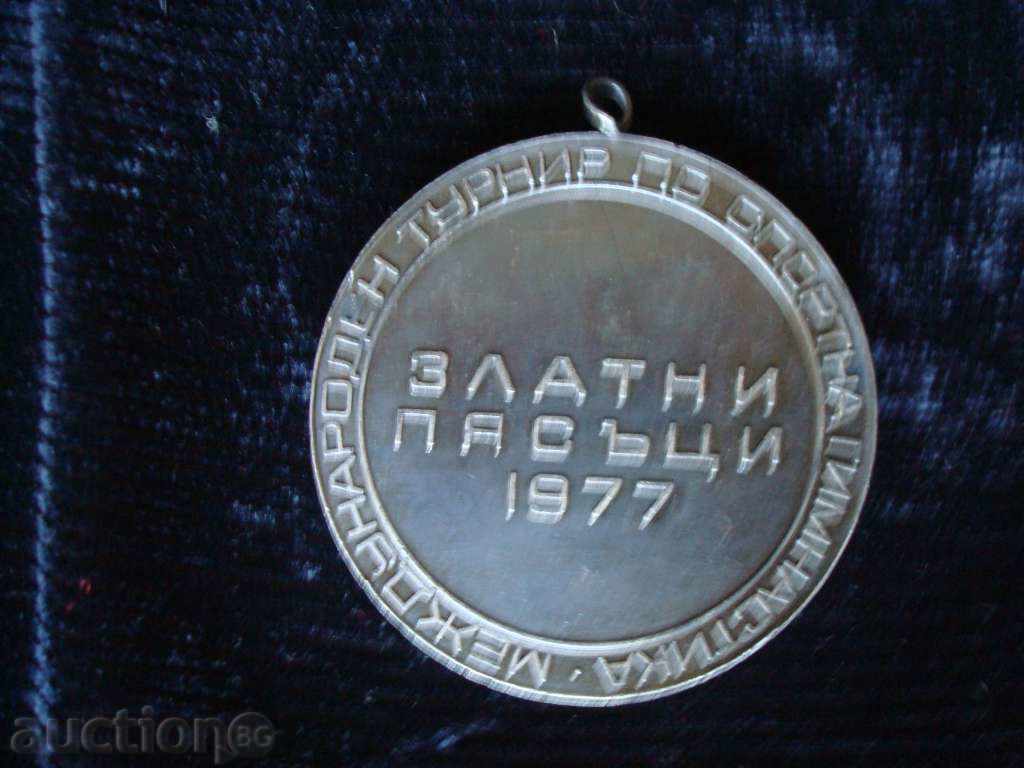 МЕЖДУНАРОДЕН ТУРНИР ПО СПОРТНА ГИМНАСТИКА ·
ЗЛАТНИ
ПЯСЪЦИ
1977
auction BG